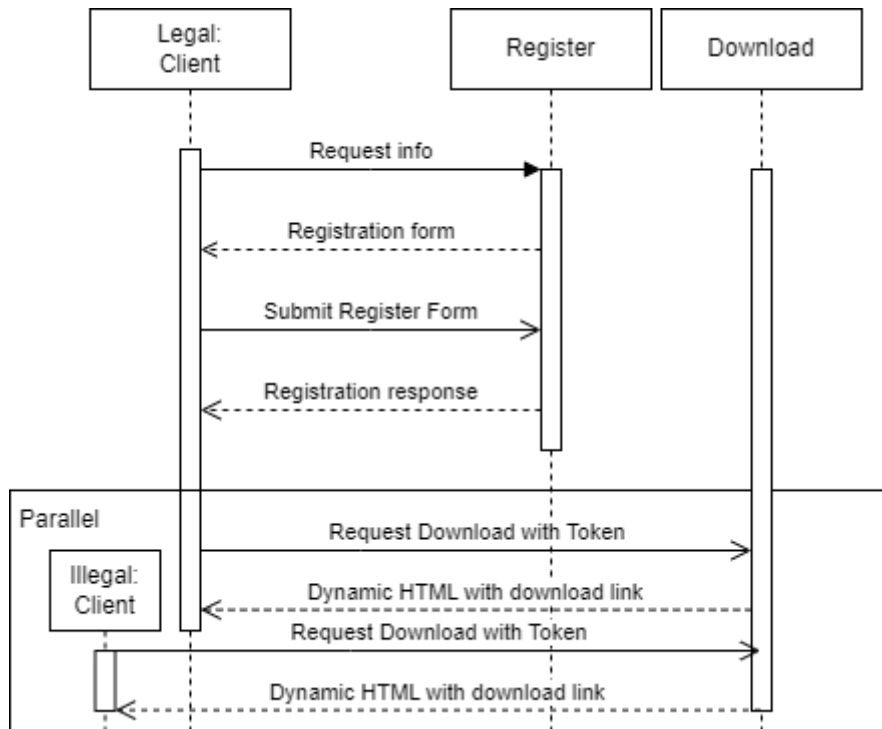 Legal:
Client
Register
Download
Request info
Registration form
Submit Register Form
Registration response
Parallel
Request Download with Token
Illegal:
Client
Dynamic HTML with download link
Request Download with Token
Dynamic HTML with download link